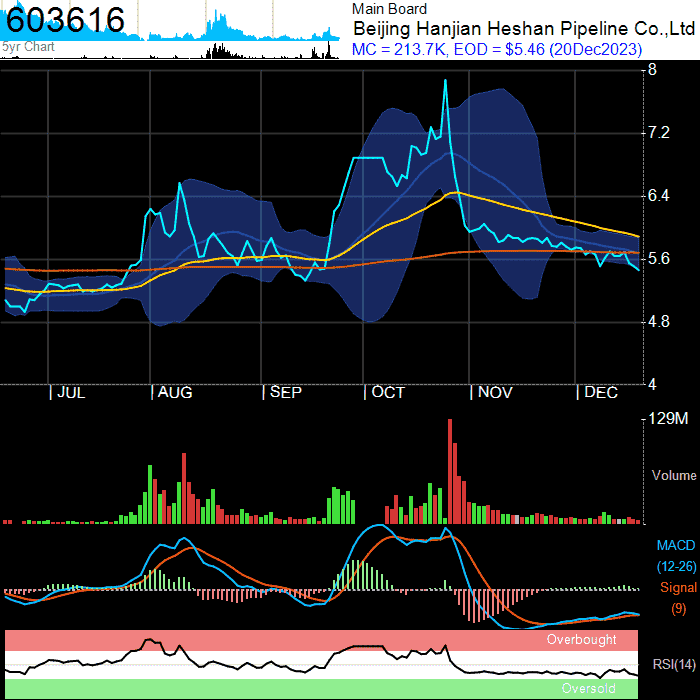 603616
5yr Chart
Main Board
Beijing Hanjian Heshan Pipeline Co.,Ltd
MC = 213.7K, EOD = $5.46 (20Dec2023)
8
7.2
6.4
5.6
4.8
4
JUL
AUG
SEP
OCT
NOV
DEC
129M
Volume
MACD
(12-26)
Signal
(9)
Overbought
RSI(14)
Oversold